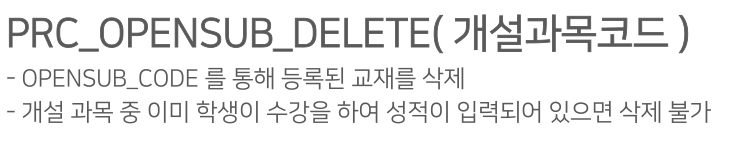 PRC_OPENSUB_DELETE( 개설과목코드 )
- OPENSUB_CODE 를 통해 등록된 교재를 삭제
- 개설 과목 중 이미 학생이 수강을 하여 성적이 입력되어 있으면 삭제 불가